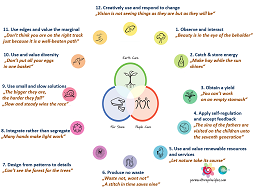 12. Creatively use and respond to change
„Vision is not seeing things as they are but as they will be"
11. Use edges and value the marginal
„Don't think you are on the right track
just because it is a well-beaten path"
1. Observe and interact
„Beauty is in the eye of the beholder"
10. Use and value diversity
„Don't put all your eggs
in one basket"
2. Catch & store energy
„Make hay while the sun
shines"
Earth Care
9. Use small and slow solutions
„The bigger they are,
the harder they fall"
„Slow and steady wins the race"
3. Obtain a yield
„You can't work
on an empty stomach"
4. Apply self-regulation
and accept feedback
„The sins of the fathers are
visited on the children unto
the seventh generation"
8. Integrate rather than segregate
„Many hands make light work"
Fair Share
People Care
5. Use and value renewable resources
and services
„Let nature take its course"
7. Design from patterns to details
„Can't see the forest for the trees"
6. Produce no waste
„Waste not, want not"
„A stitch in time saves nine"
permacultureprinciples.com